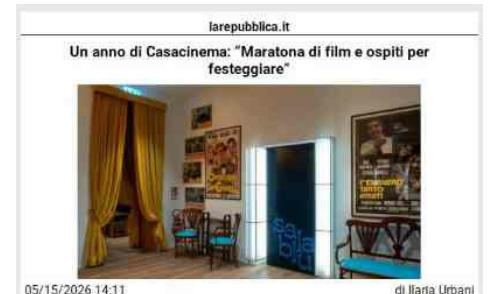 larepubblica.it
Un anno di Casacinema: “Maratona di film e ospiti per
festeggiare”
sala
blu
05/15/2026 14:11
di Ilaria Urbani